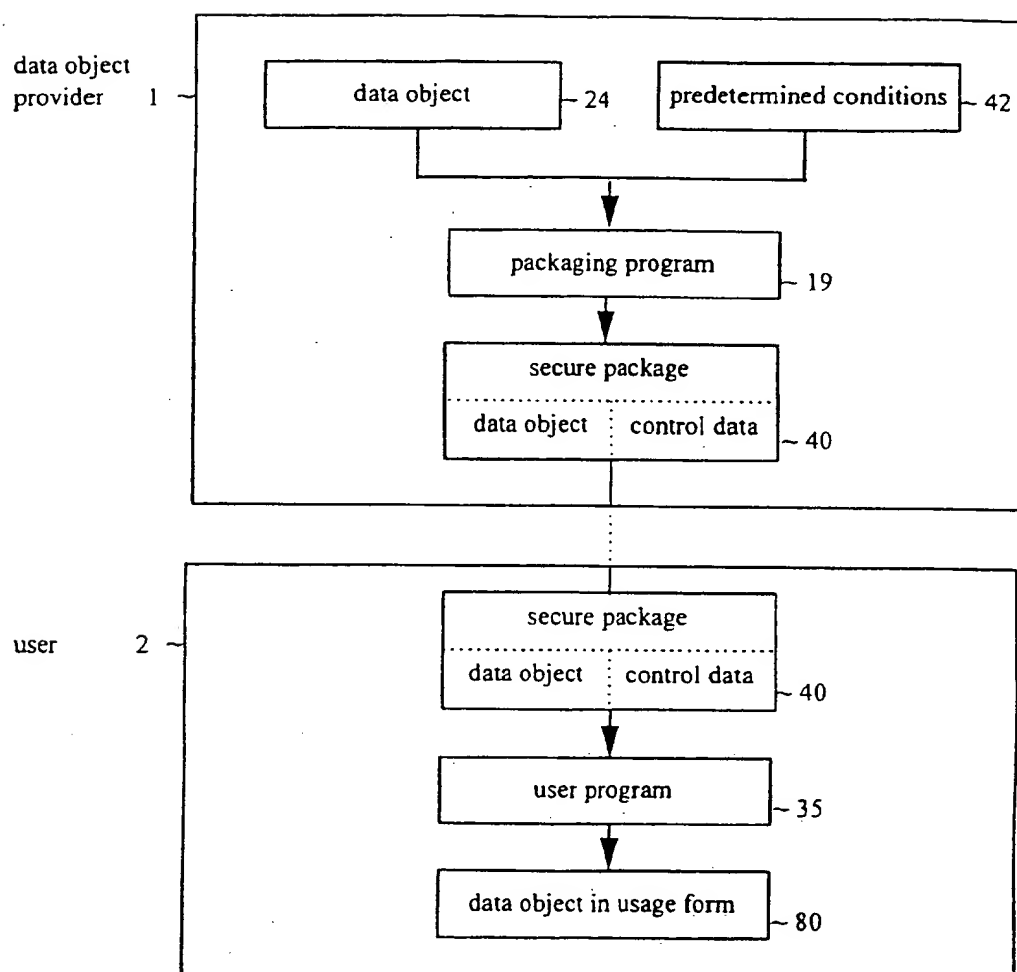 data object
provider 1
data object
24
predetermined conditions
42
packaging program
19
secure package
data object control data
40
user 2
secure package
data object control data
40
user program
35
data object in usage form
80